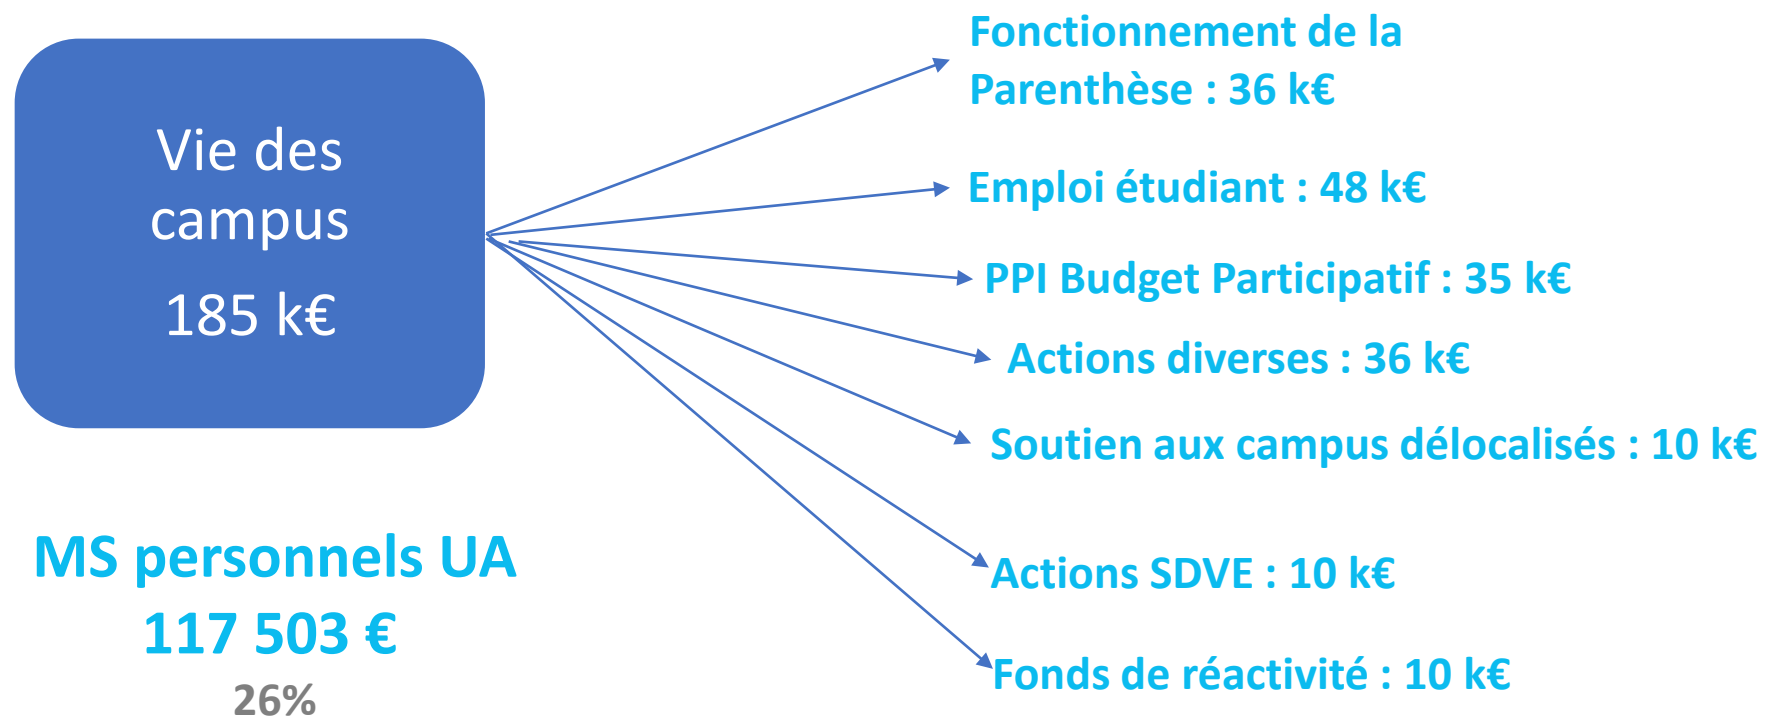 Vie des
campus
185 k€
Fonctionnement de la
Parenthèse : 36 k€
Emploi étudiant : 48 k€
PPI Budget Participatif : 35 k€
Actions diverses : 36 k€
Soutien aux campus délocalisés : 10 k€
Actions SDVE : 10 k€
Fonds de réactivité : 10 k€
MS personnels UA
117 503 €
26%